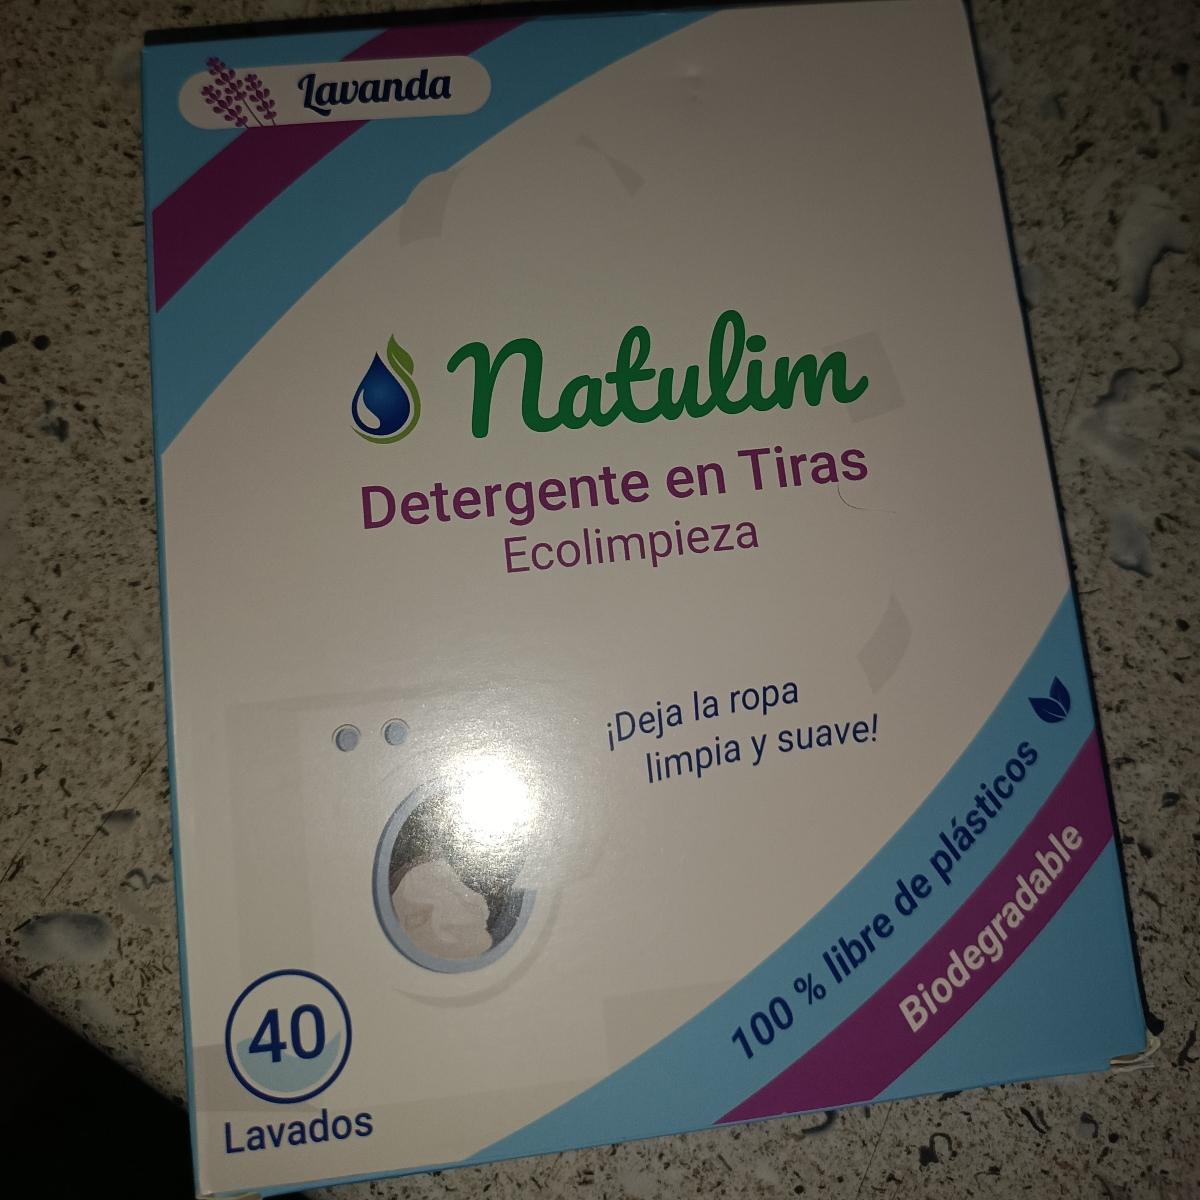 Lavanda
Natulim
Detergente en Tiras
Ecolimpieza
¡Deja la ropa
limpia y suave!
100 % libre de plásticos
Biodegradable
40
Lavados